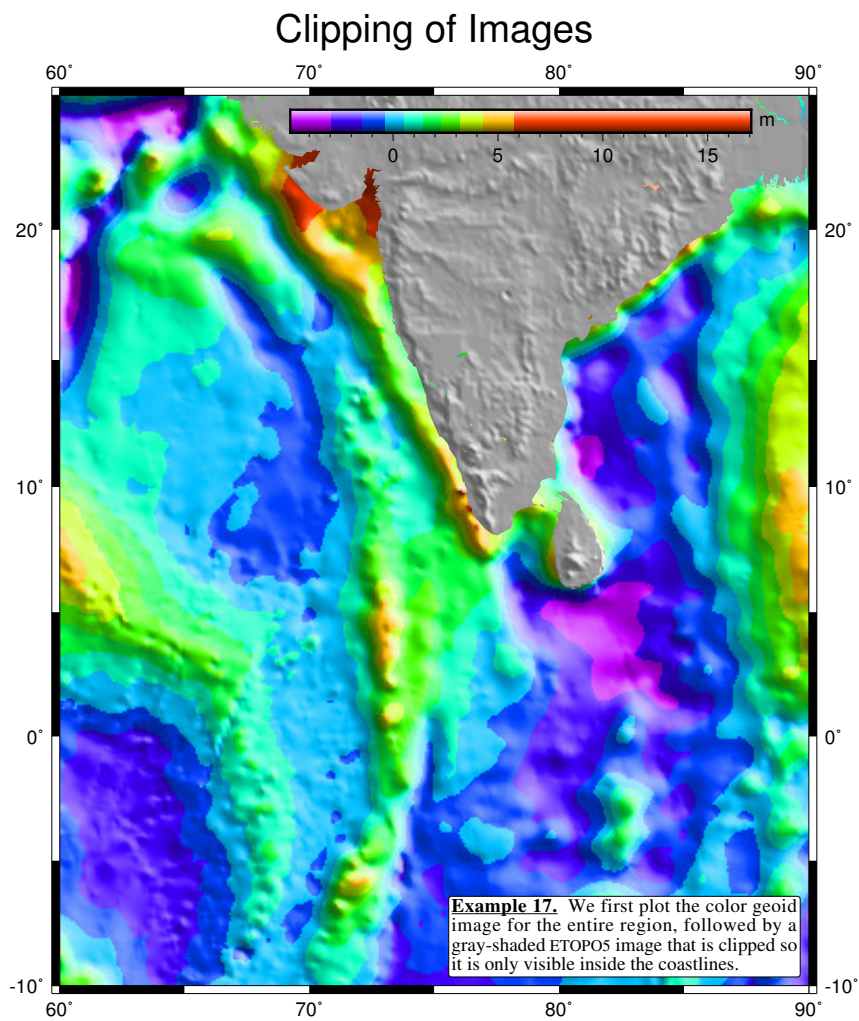 Clipping of Images
60˚ 70˚ 80˚ 90˚
m
0 5 10 15
20˚ 20˚
10˚ 10˚
0˚ 0˚
Example 17. We first plot the color geoid
image for the entire region, followed by a
gray-shaded ETOPO5 image that is clipped so
it is only visible inside the coastlines.
-10˚ -10˚
60˚ 70˚ 80˚ 90˚